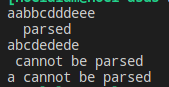 aabbcdddeee
  parsed
abcdedede
 cannot be parsed
a cannot be parsed